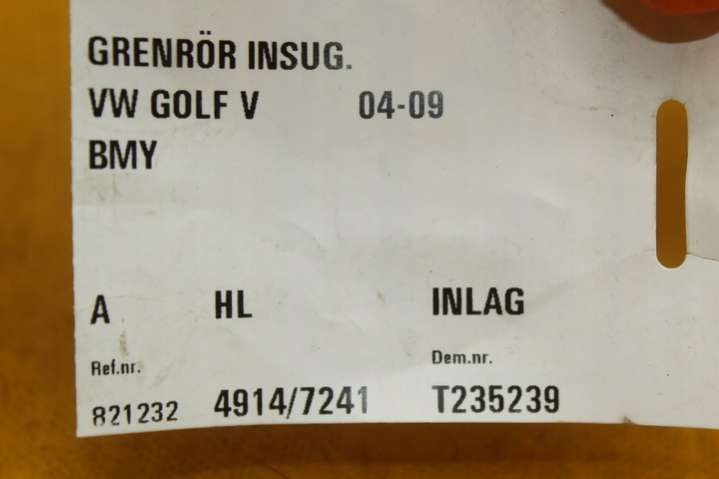 GRENRÖR INSUG.
VW GOLF V 04-09
BMY
A HL INLAG
Ref.nr. Dem.nr.
821232 4914/7241 T235239